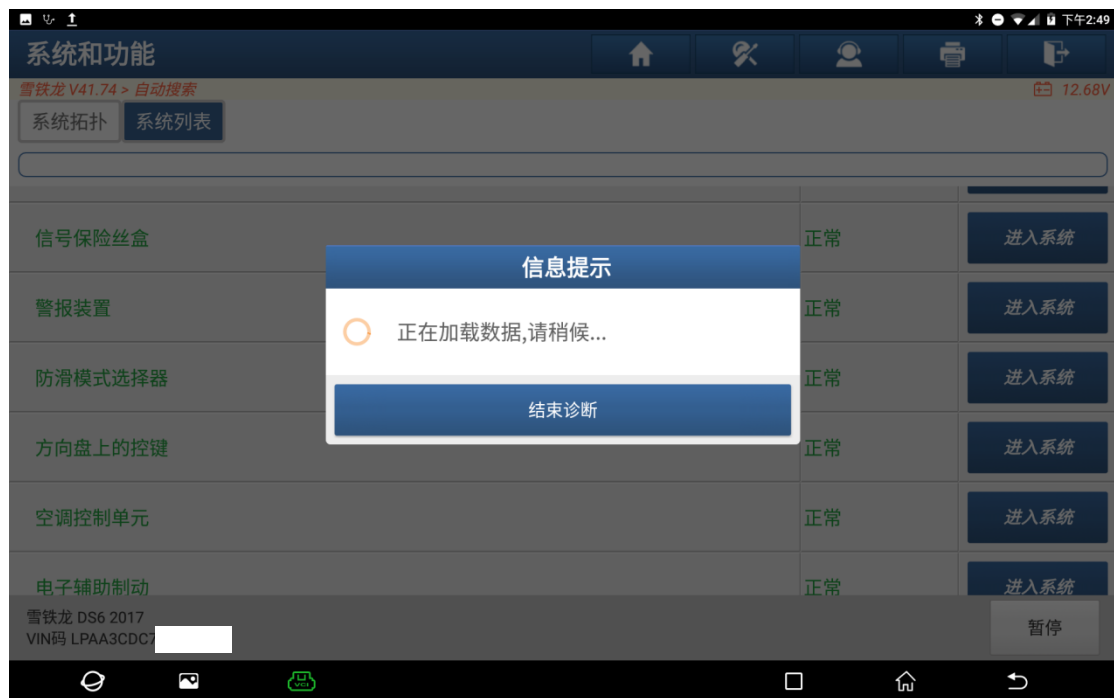 下午2:49
系统和功能
雪铁龙 V41.74 > 自动搜索
12.68V
系统拓扑 系统列表
信号保险丝盒 正常 进入系统
信息提示
警报装置 正常 进入系统
正在加载数据,请稍候...
防滑模式选择器 正常 进入系统
结束诊断
方向盘上的控键 正常 进入系统
空调控制单元 正常 进入系统
电子辅助制动 正常 进入系统
雪铁龙 DS6 2017
VIN码 LPAA3CDC7
暂停
VCI